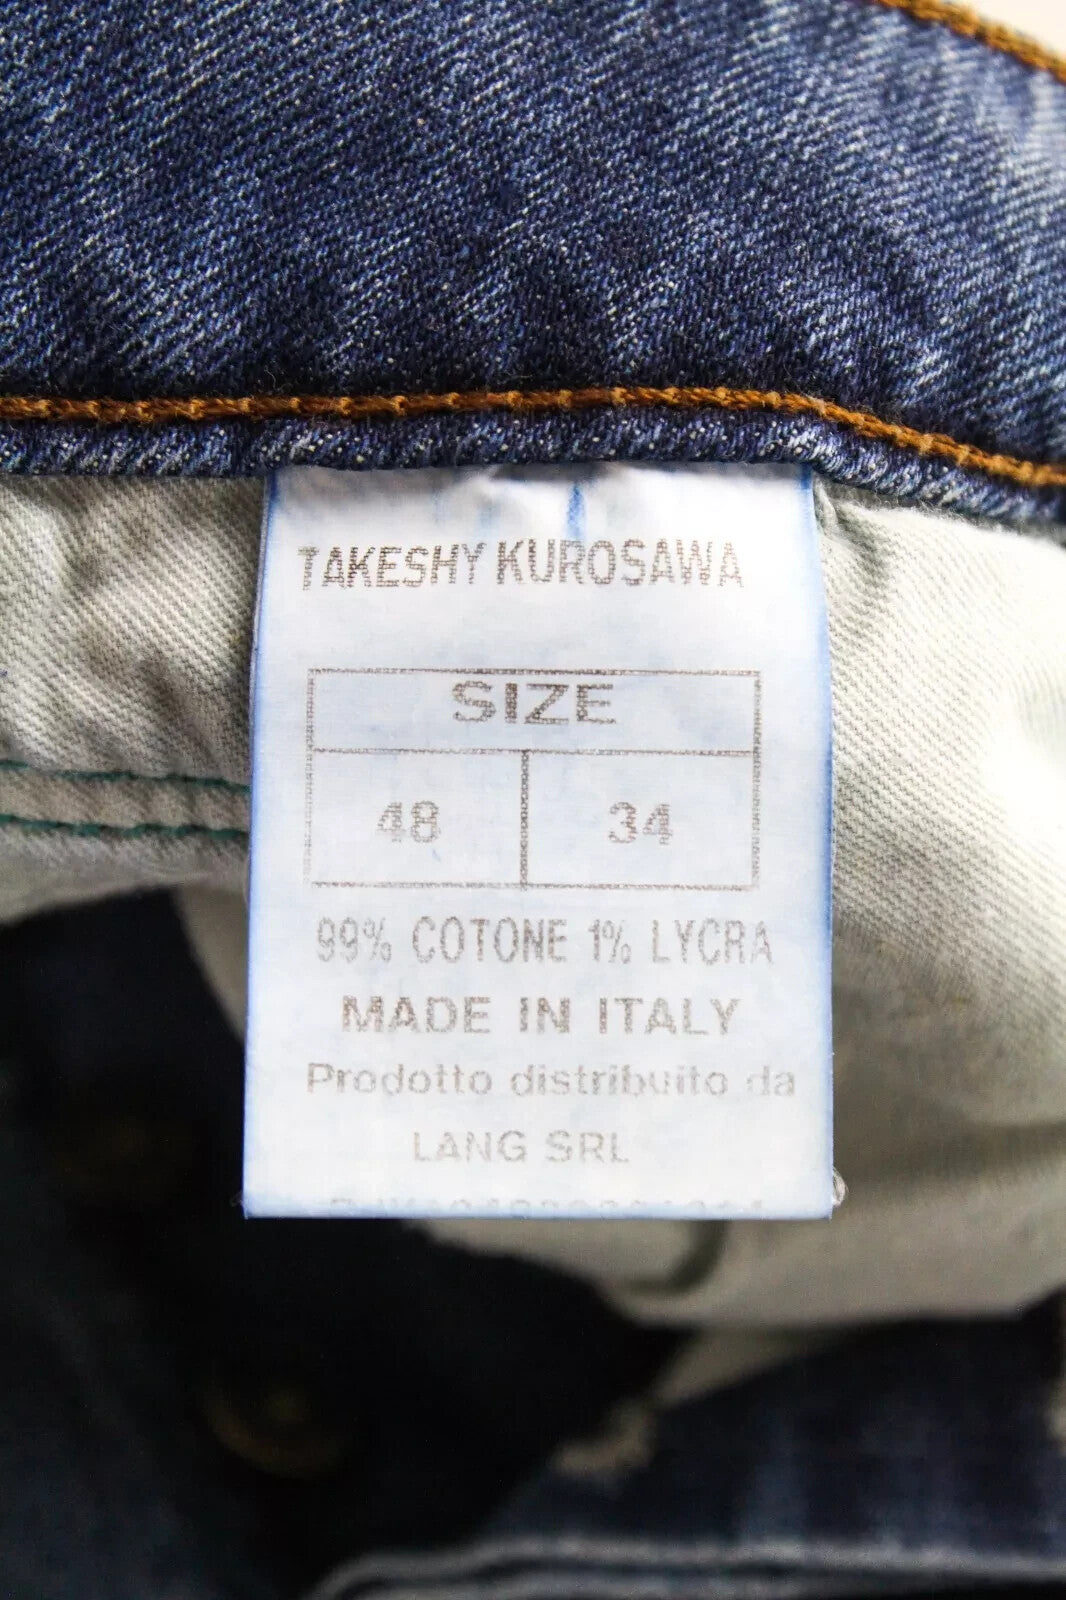 TAKESHY KUROSAWA
SIZE
48 34
99% COTONE 1% LYCRA
MADE IN ITALY
Prodotto distribuito da
LANG SRL